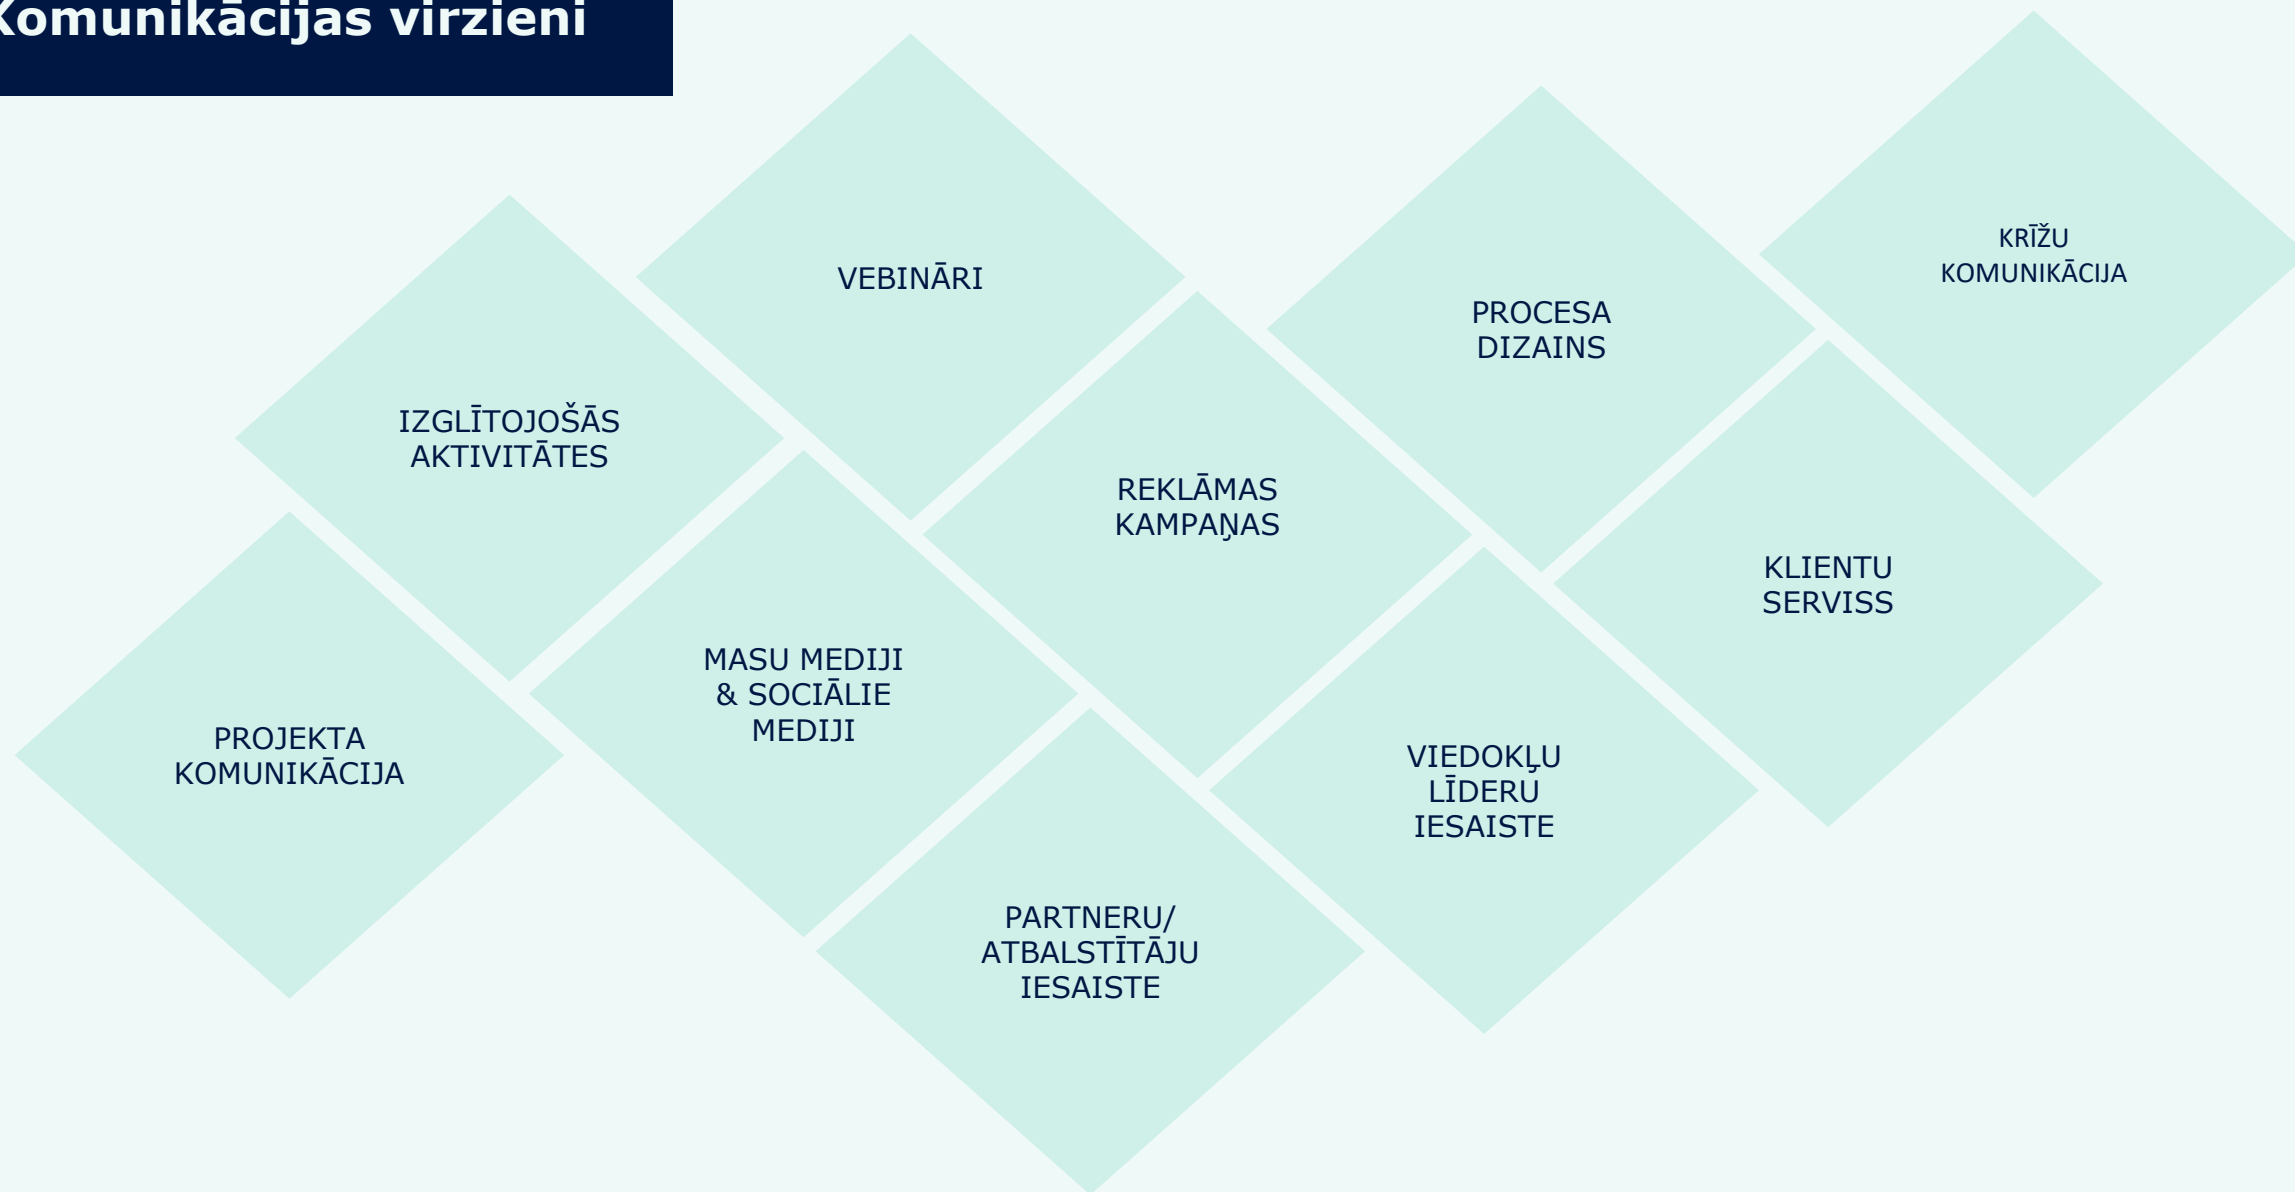 Komunikācijas virzieni
VEBINĀRI
KRĪŽU
KOMUNIKĀCIJA
PROCESA
DIZAINS
IZGLĪTOJOŠĀS
AKTIVITĀTES
REKLĀMAS
KAMPAŅAS
KLIENTU
SERVISS
MASU MEDIJI
& SOCIĀLIE
MEDIJI
PROJEKTA
KOMUNIKĀCIJA
VIEDOKĻU
LĪDERU
IESAISTE
PARTNERU/
ATBALSTĪTĀJU
IESAISTE